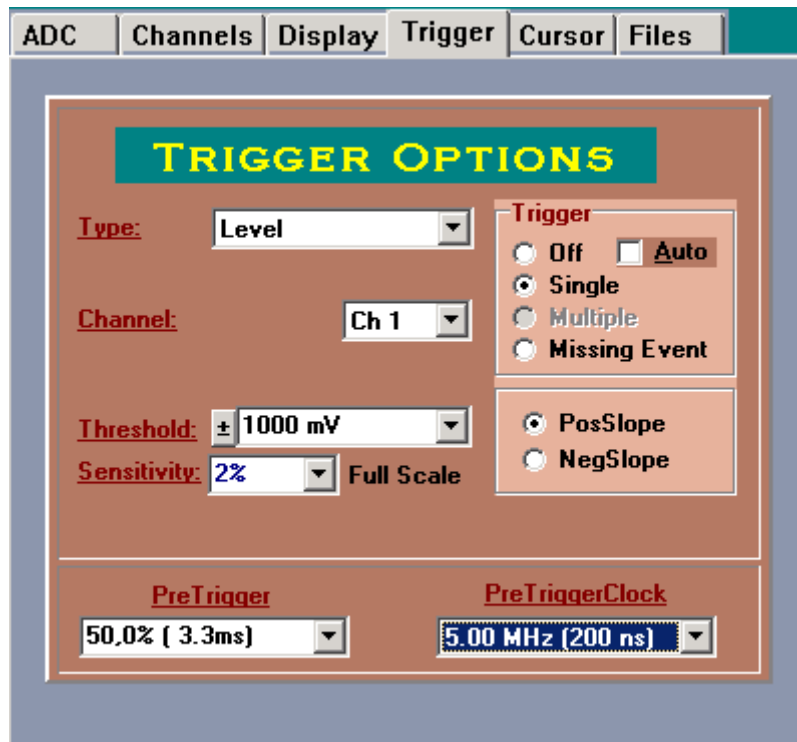 ADC Channels Display Trigger Cursor Files
TRIGGER OPTIONS
Type: Level
Channel: Ch 1
Threshold: ± 1000 mV
Sensitivity: 2% Full Scale
Trigger
Off Auto
Single
Multiple
Missing Event
PosSlope
NegSlope
PreTrigger
50,0% ( 3.3ms)
PreTriggerClock
5.00 MHz (200 ns)